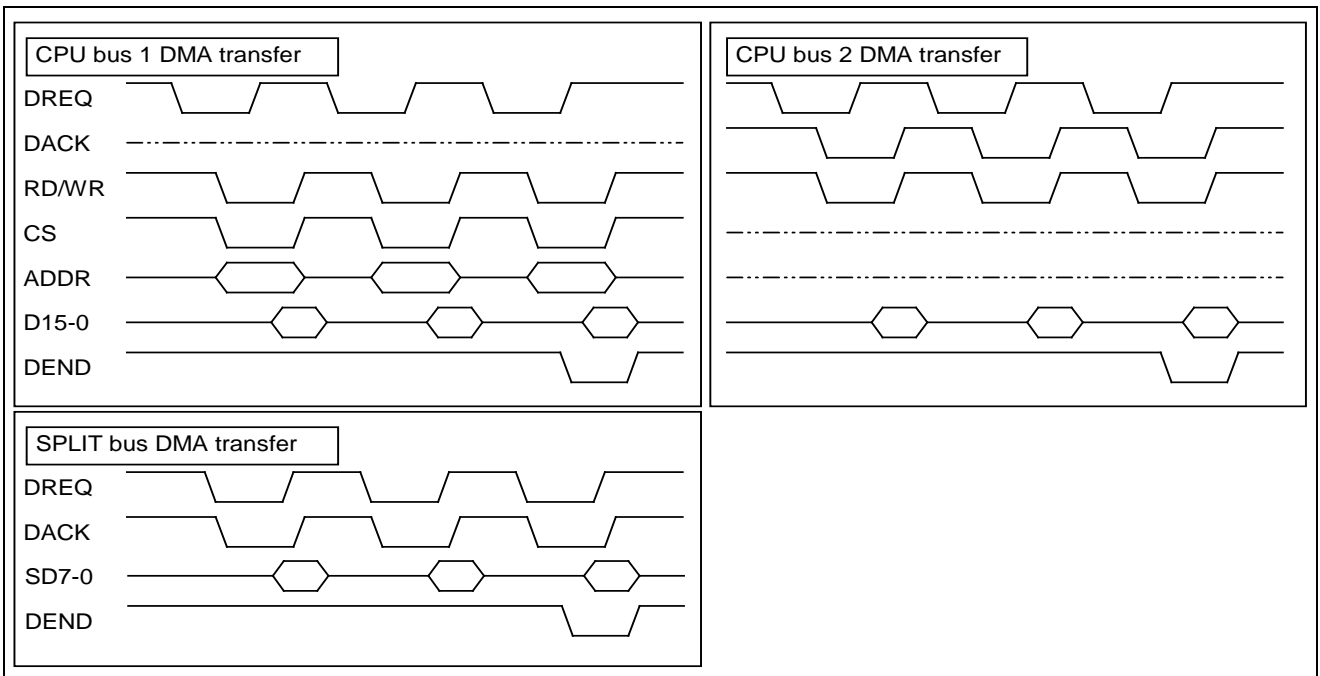 CPU bus 1 DMA transfer
DREQ
DACK
RD/WR
CS
ADDR
D15-0
DEND
CPU bus 2 DMA transfer
SPLIT bus DMA transfer
DREQ
DACK
SD7-0
DEND